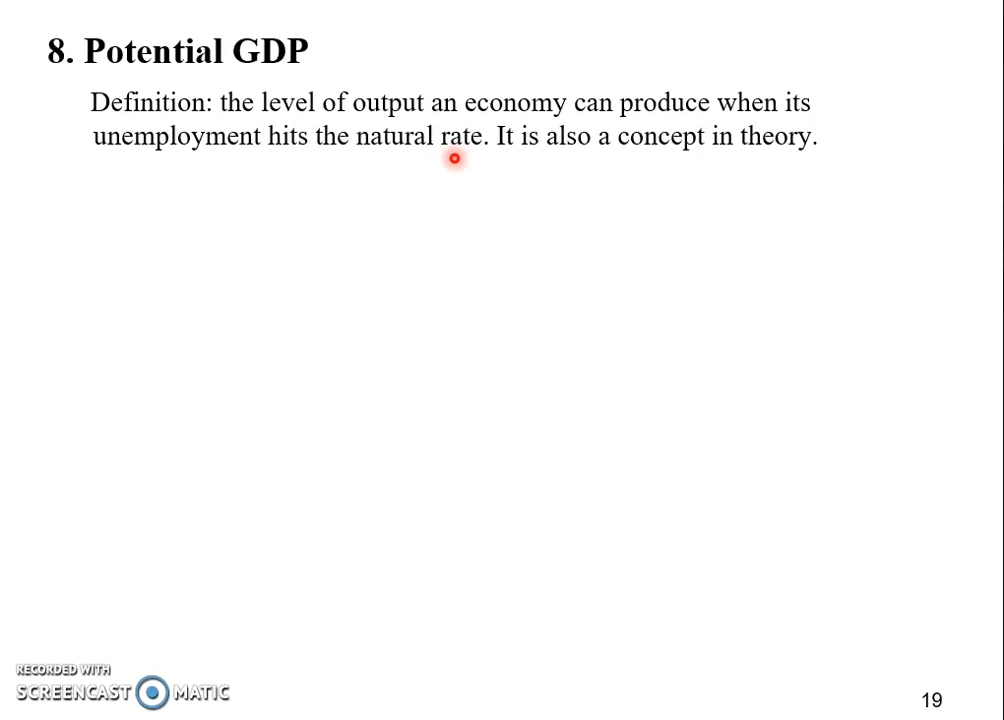 8. Potential GDP
Definition: the level of output an economy can produce when its
unemployment hits the natural rate. It is also a concept in theory.
RECORDED WITH
SCREENCAST MATIC
19